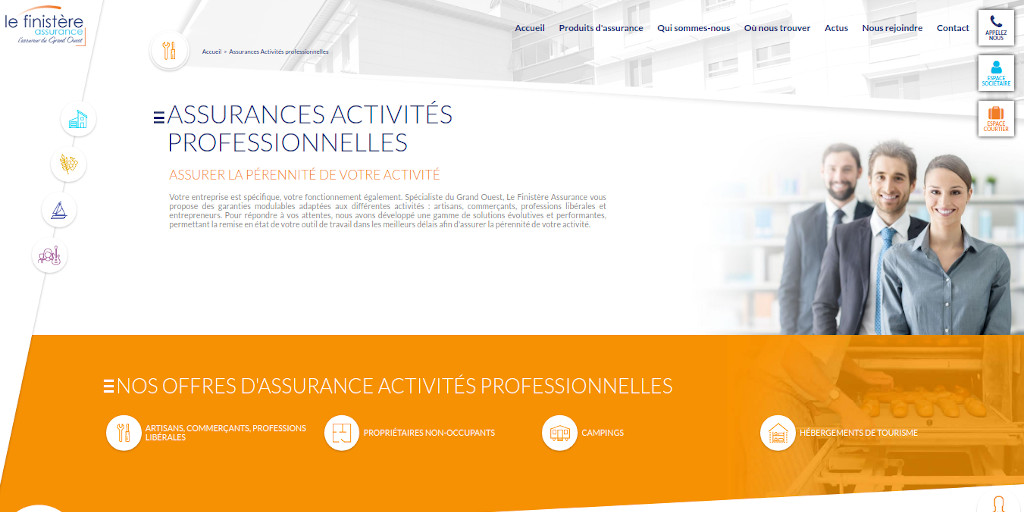 le finistère
assurance
l'assureur du Grand Ouest
Accueil Produits d'assurance Qui sommes-nous Où nous trouver Actus Nous rejoindre Contact
APPELEZ
NOUS
Accueil » Assurances Activités professionnelles
ESPACE
SOCIÉTAIRE
ESPACE
COURTIER
ASSURANCES ACTIVITÉS
PROFESSIONNELLES
ASSURER LA PÉRENNITÉ DE VOTRE ACTIVITÉ
Votre entreprise est spécifique, votre fonctionnement également. Spécialiste du Grand Ouest, Le Finistère Assurance vous
propose des garanties modulables adaptées aux différentes activités : artisans, commerçants, professions libérales et
entrepreneurs. Pour répondre à vos attentes, nous avons développé une gamme de solutions évolutives et performantes,
permettant la remise en état de votre outil de travail dans les meilleurs délais afin d'assurer la pérennité de votre activité.
NOS OFFRES D'ASSURANCE ACTIVITÉS PROFESSIONNELLES
ARTISANS, COMMERÇANTS, PROFESSIONS
LIBÉRALES
PROPRIÉTAIRES NON-OCCUPANTS
CAMPINGS
HÉBERGEMENTS DE TOURISME